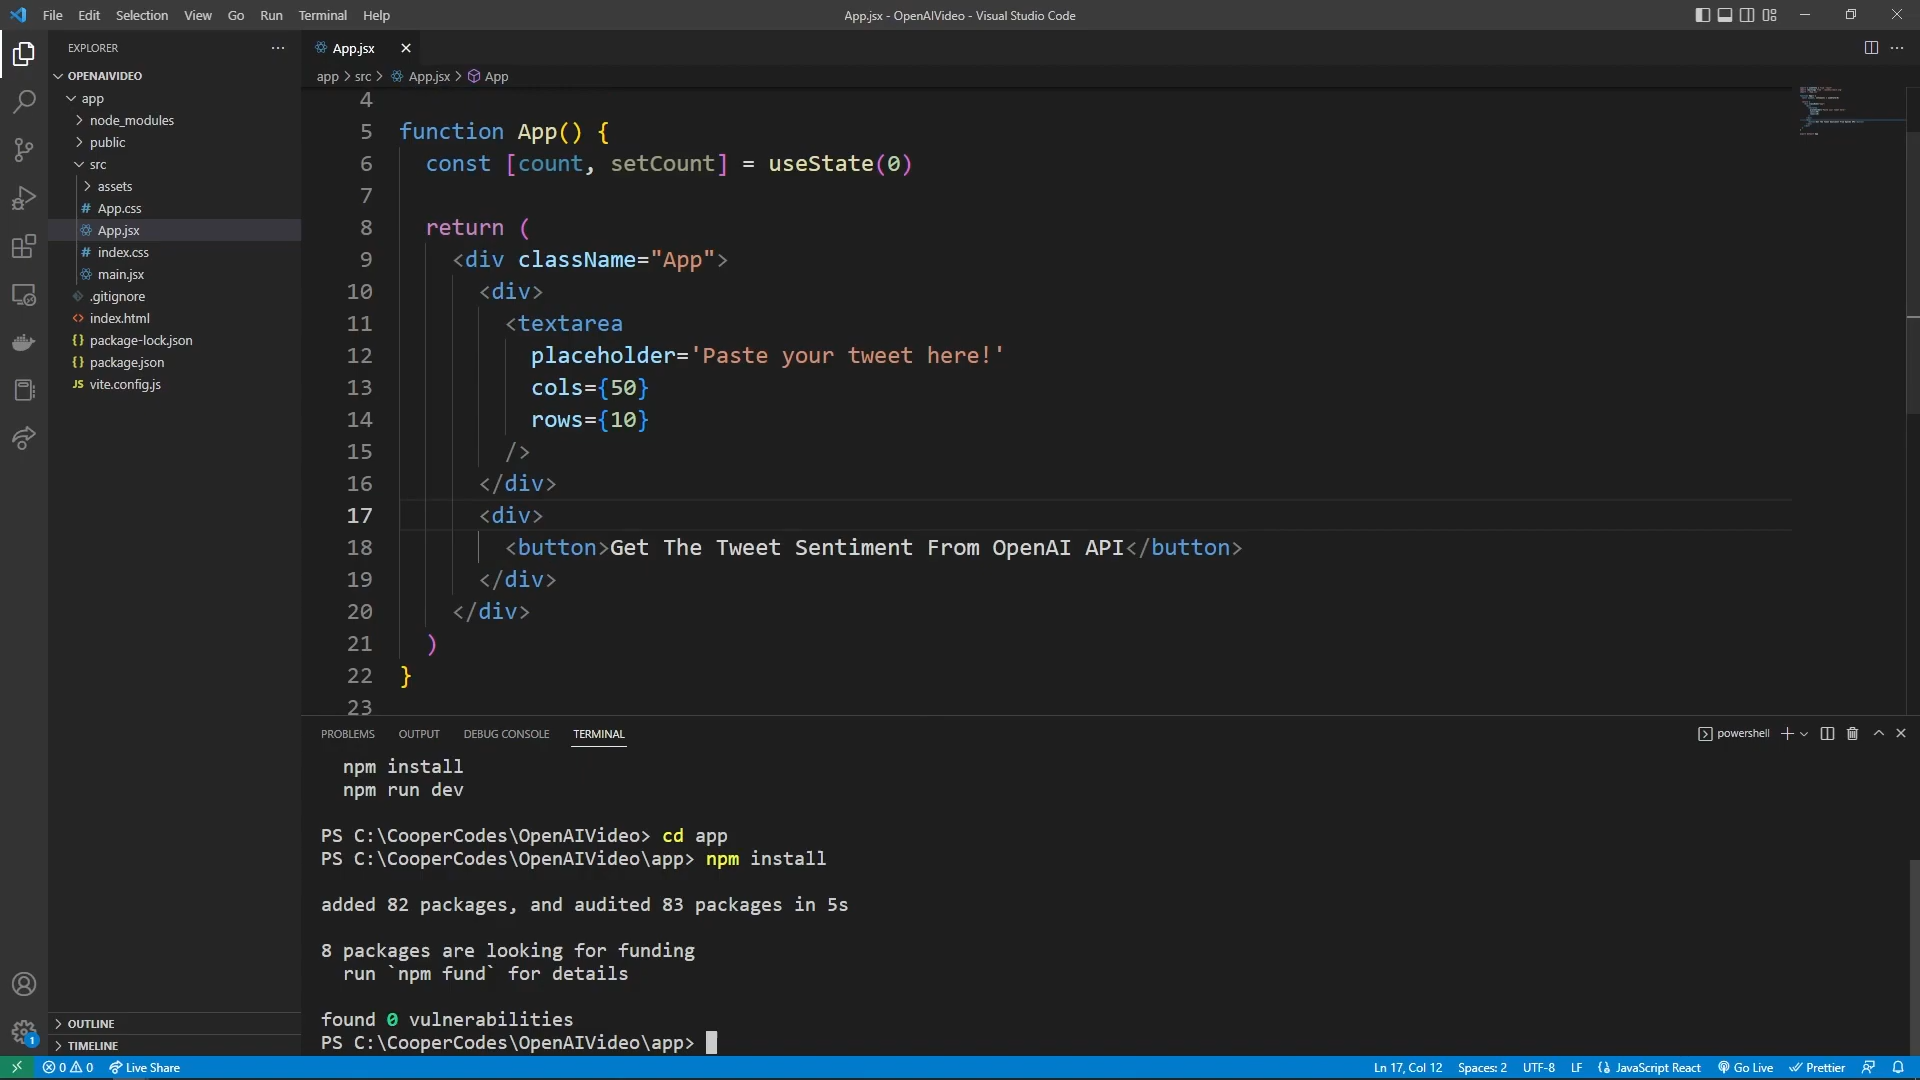 File Edit Selection View Go Run Terminal Help
App.jsx - OpenAIVideo - Visual Studio Code
EXPLORER
OPENAIVIDEO
app
node_modules
public
src
assets
App.css
App.jsx
index.css
main.jsx
.gitignore
index.html
package-lock.json
package.json
JS vite.config.js
OUTLINE
TIMELINE
App.jsx
app > src > App.jsx > App
4
5 function App() {
6 const [count, setCount] = useState(0)
7
8 return (
9 <div className="App">
10 <div>
11 <textarea
12 placeholder='Paste your tweet here!'
13 cols={50}
14 rows={10}
15 />
16 </div>
17 <div>
18 <button>Get The Tweet Sentiment From OpenAI API</button>
19 </div>
20 </div>
21 )
22 }
23
PROBLEMS OUTPUT DEBUG CONSOLE TERMINAL
powershell
npm install
npm run dev
PS C:\CooperCodes\OpenAIVideo> cd app
PS C:\CooperCodes\OpenAIVideo\app> npm install
added 82 packages, and audited 83 packages in 5s
8 packages are looking for funding
run `npm fund` for details
found 0 vulnerabilities
PS C:\CooperCodes\OpenAIVideo\app>
1
0 0 Live Share
Ln 17, Col 12 Spaces: 2 UTF-8 LF JavaScript React Go Live Prettier